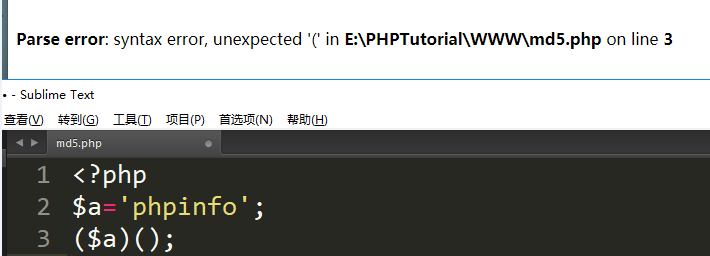 Parse error: syntax error, unexpected '(' in E:\PHPTutorial\WWW\md5.php on line 3
• - Sublime Text
查看(V) 转到(G) 工具(T) 项目(P) 首选项(N) 帮助(H)
md5.php
1 <?php
2 $a='phpinfo';
3 ($a)();